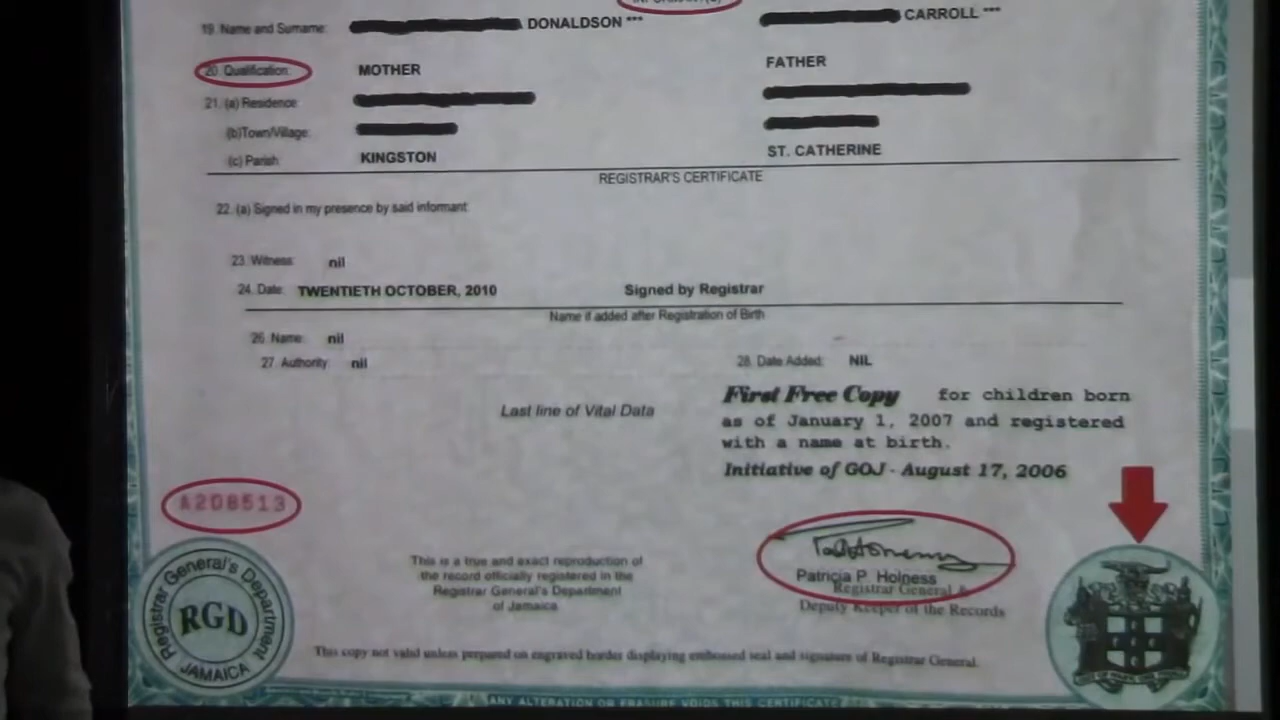 19. Name and Surname: DONALDSON *** CARROLL ***
20. Qualification: MOTHER FATHER
21. (a) Residence:
(b)Town/Village:
(c) Parish: KINGSTON ST. CATHERINE
REGISTRAR'S CERTIFICATE
22. (a) Signed in my presence by said informant
23. Witness: nil
24. Date: TWENTIETH OCTOBER, 2010 Signed by Registrar
Name if added after Registration of Birth
26. Name: nil
27. Authority: nil 28. Date Added: NIL
Last line of Vital Data
First Free Copy for children born
as of January 1, 2007 and registered
with a name at birth.
Initiative of GOJ - August 17, 2006
A208513
Registrar General's Department
RGD
JAMAICA
This is a true and exact reproduction of
the record officially registered in the
Registrar General's Department
of Jamaica
Patricia P. Holness
Registrar General &
Deputy Keeper of the Records
This copy not valid unless prepared on engraved border displaying embossed seal and signature of Registrar General.
ANY ALTERATION OR ERASURE VOIDS THIS CERTIFICATE